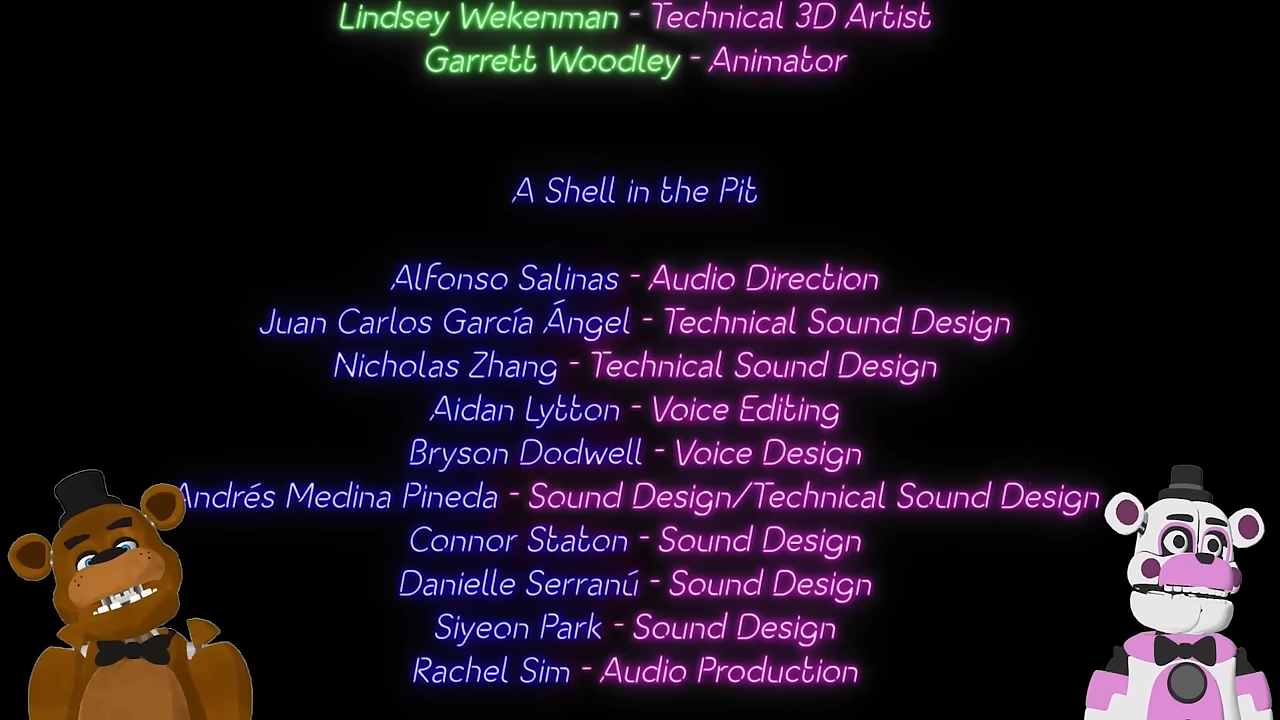 Lindsey Wekenman - Technical 3D Artist
Garrett Woodley - Animator
A Shell in the Pit
Alfonso Salinas - Audio Direction
Juan Carlos García Ángel - Technical Sound Design
Nicholas Zhang - Technical Sound Design
Aidan Lytton - Voice Editing
Bryson Dodwell - Voice Design
Andrés Medina Pineda - Sound Design/Technical Sound Design
Connor Staton - Sound Design
Danielle Serranú - Sound Design
Siyeon Park - Sound Design
Rachel Sim - Audio Production